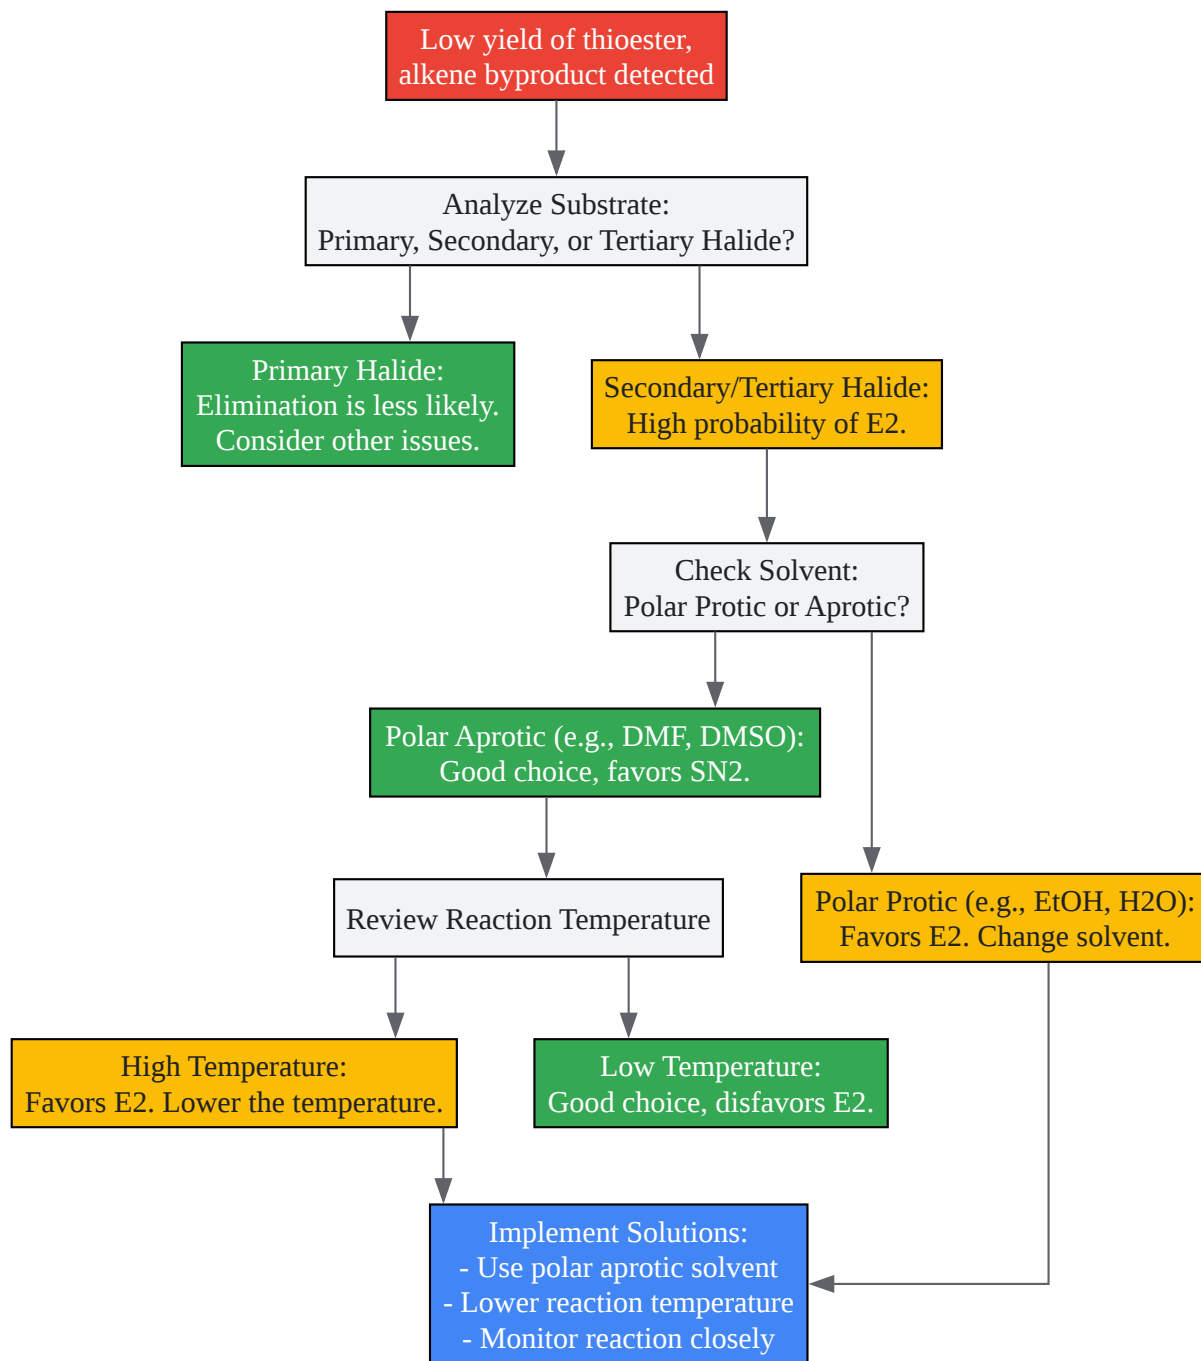 Low yield of thioester,
alkene byproduct detected
Analyze Substrate:
Primary, Secondary, or Tertiary Halide?
Primary Halide:
Elimination is less likely.
Consider other issues.
Secondary/Tertiary Halide:
High probability of E2.
Check Solvent:
Polar Protic or Aprotic?
Polar Aprotic (e.g., DMF, DMSO):
Good choice, favors SN2.
Review Reaction Temperature
Polar Protic (e.g., EtOH, H2O):
Favors E2. Change solvent.
High Temperature:
Favors E2. Lower the temperature.
Low Temperature:
Good choice, disfavors E2.
Implement Solutions:
- Use polar aprotic solvent
- Lower reaction temperature
- Monitor reaction closely